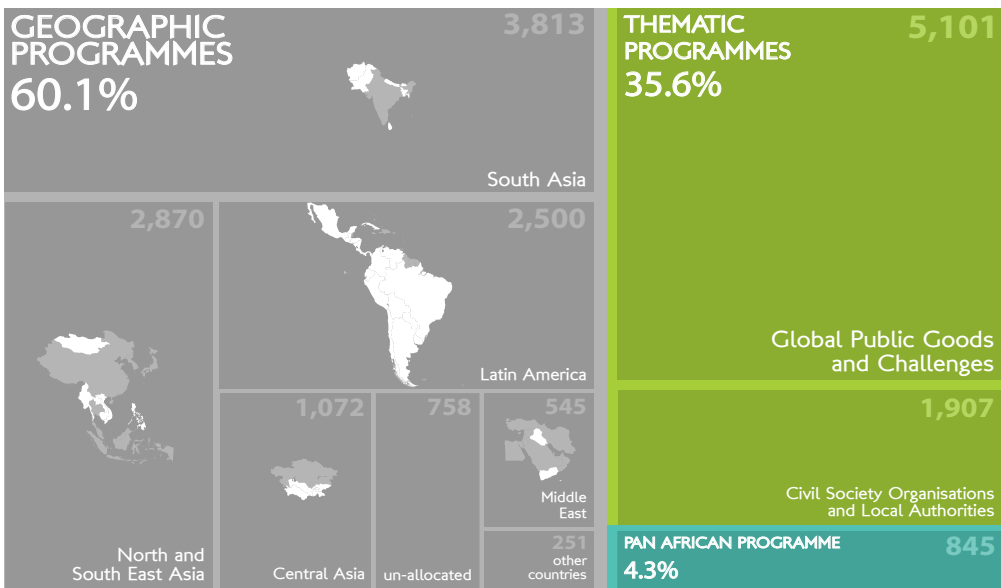 GEOGRAPHIC
PROGRAMMES
60.1%
3,813
South Asia
2,870
North and
South East Asia
2,500
Latin America
1,072
Central Asia
758
un-allocated
545
Middle
East
251
other
countries
THEMATIC
PROGRAMMES
35.6%
5,101
Global Public Goods
and Challenges
1,907
Civil Society Organisations
and Local Authorities
PAN AFRICAN PROGRAMME
4.3%
845